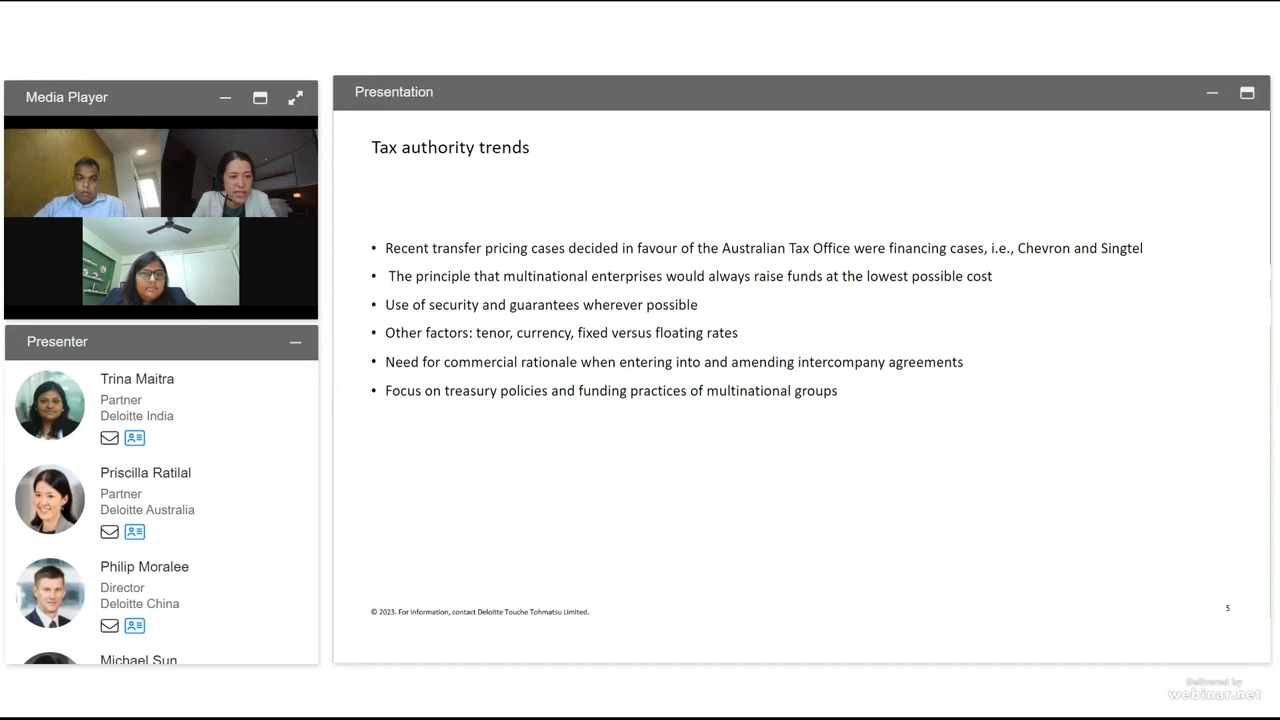 Media Player
Presenter
Trina Maitra
Partner
Deloitte India
Priscilla Ratilal
Partner
Deloitte Australia
Philip Moralee
Director
Deloitte China
Michael Sun
Presentation
Tax authority trends
• Recent transfer pricing cases decided in favour of the Australian Tax Office were financing cases, i.e., Chevron and Singtel
• The principle that multinational enterprises would always raise funds at the lowest possible cost
• Use of security and guarantees wherever possible
• Other factors: tenor, currency, fixed versus floating rates
• Need for commercial rationale when entering into and amending intercompany agreements
• Focus on treasury policies and funding practices of multinational groups
© 2023. For information, contact Deloitte Touche Tohmatsu Limited.
5
Delivered by
webinar.net